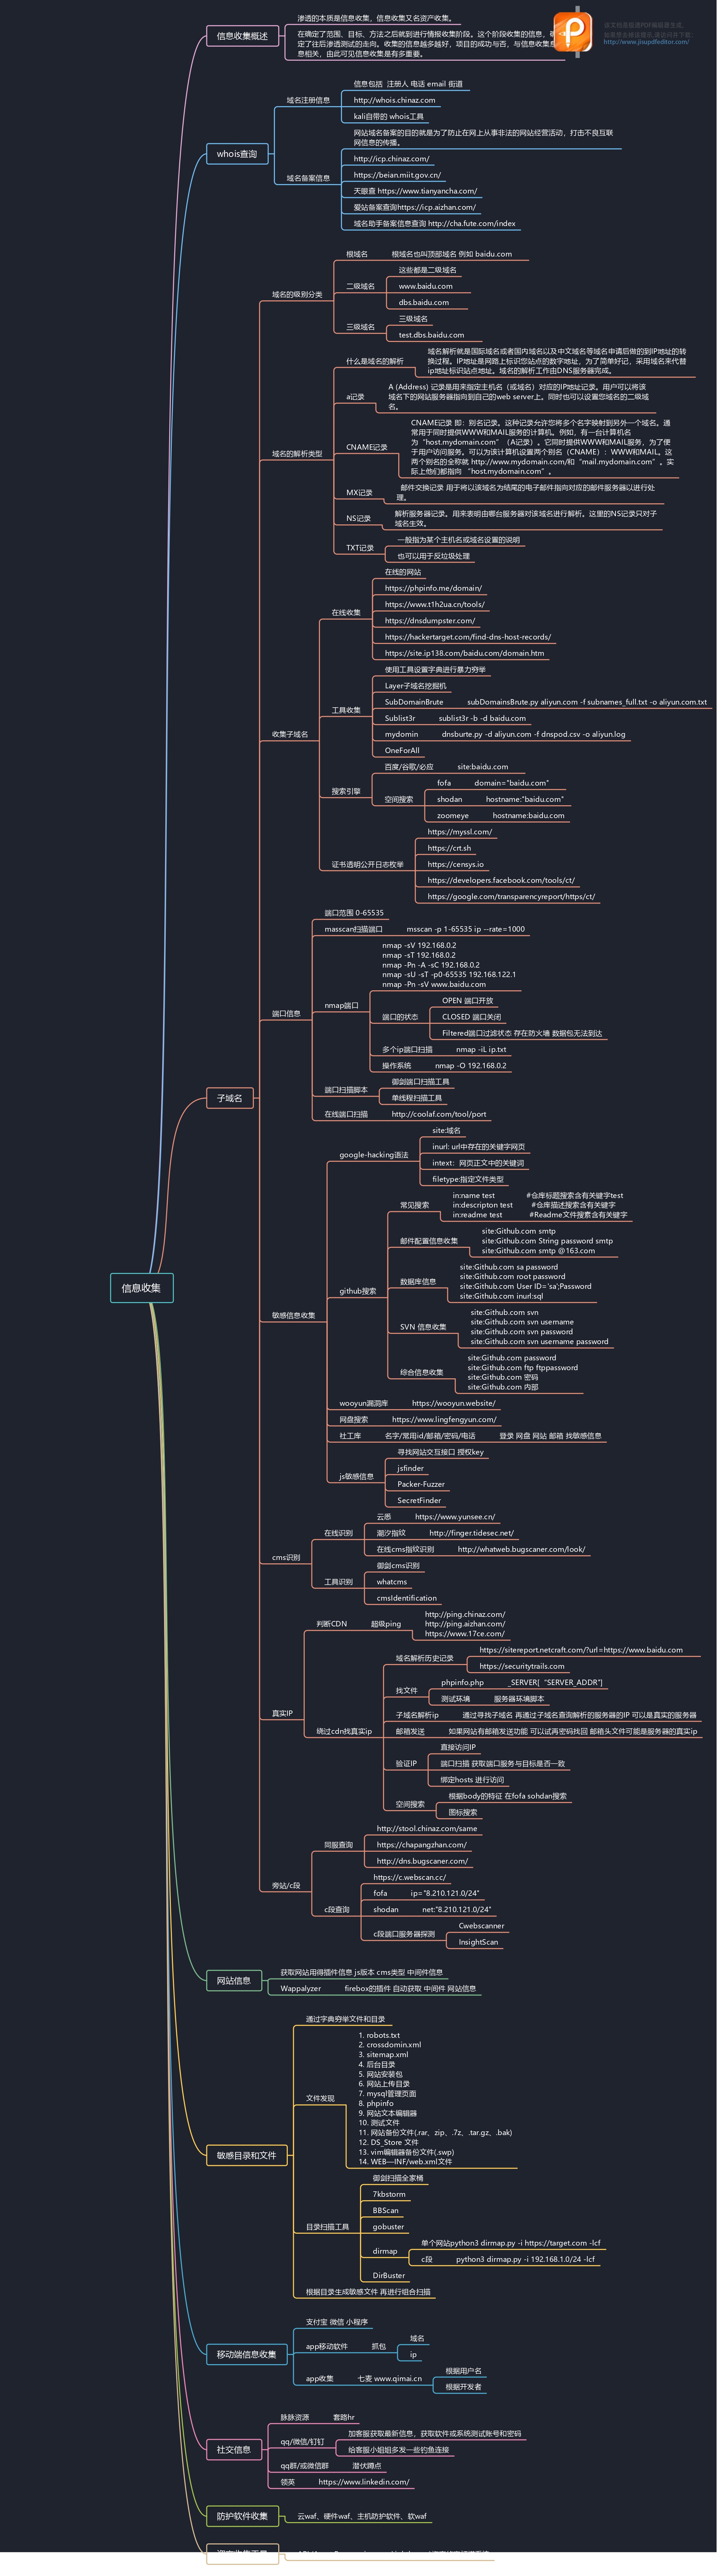 信息收集
信息收集概述
渗透的本质是信息收集，信息收集又名资产收集。
在确定了范围、目标、方法之后就到进行情报收集阶段。这个阶段收集的信息，
定了往后渗透测试的走向。收集的信息越多越好，项目的成功与否，与信息收集
息相关，由此可见信息收集是有多重要。
http://www.jisupdfeditor.com/
whois查询
域名注册信息
信息包括 注册人 电话 email 街道
http://whois.chinaz.com
kali自带的 whois工具
域名备案信息
网站域名备案的目的就是为了防止在网上从事非法的网站经营活动，打击不良互联
网信息的传播。
http://icp.chinaz.com/
https://beian.miit.gov.cn/
天眼查 https://www.tianyancha.com/
爱站备案查询https://icp.aizhan.com/
域名助手备案信息查询 http://cha.fute.com/index
子域名
域名的级别分类
根域名 根域名也叫顶部域名 例如 baidu.com
二级域名
这些都是二级域名
www.baidu.com
dbs.baidu.com
三级域名
三级域名
test.dbs.baidu.com
域名的解析类型
什么是域名的解析
域名解析就是国际域名或者国内域名以及中文域名等域名申请后做的到IP地址的转
换过程。IP地址是网路上标识您站点的数字地址，为了简单好记，采用域名来代替
ip地址标识站点地址。域名的解析工作由DNS服务器完成。
a记录
A (Address) 记录是用来指定主机名（或域名）对应的IP地址记录。用户可以将该
域名下的网站服务器指向到自己的web server上。同时也可以设置您域名的二级域
名。
CNAME记录
CNAME记录 即：别名记录。这种记录允许您将多个名字映射到另外一个域名。通
常用于同时提供WWW和MAIL服务的计算机。例如，有一台计算机名
为“host.mydomain.com”（A记录）。它同时提供WWW和MAIL服务，为了便
于用户访问服务。可以为该计算机设置两个别名（CNAME）：WWW和MAIL。这
两个别名的全称就 http://www.mydomain.com/和“mail.mydomain.com”。实
际上他们都指向 “host.mydomain.com”。
MX记录
邮件交换记录 用于将以该域名为结尾的电子邮件指向对应的邮件服务器以进行处
理。
NS记录
解析服务器记录。用来表明由哪台服务器对该域名进行解析。这里的NS记录只对子
域名生效。
TXT记录
一般指为某个主机名或域名设置的说明
也可以用于反垃圾处理
收集子域名
在线收集
在线的网站
https://phpinfo.me/domain/
https://www.t1h2ua.cn/tools/
https://dnsdumpster.com/
https://hackertarget.com/find-dns-host-records/
https://site.ip138.com/baidu.com/domain.htm
工具收集
使用工具设置字典进行暴力穷举
Layer子域名挖掘机
SubDomainBrute subDomainsBrute.py aliyun.com -f subnames_full.txt -o aliyun.com.txt
Sublist3r sublist3r -b -d baidu.com
mydomin dnsburte.py -d aliyun.com -f dnspod.csv -o aliyun.log
OneForAll
搜索引擎
百度/谷歌/必应 site:baidu.com
空间搜索
fofa domain="baidu.com"
shodan hostname:"baidu.com"
zoomeye hostname:baidu.com
证书透明公开日志枚举
https://myssl.com/
https://crt.sh
https://censys.io
https://developers.facebook.com/tools/ct/
https://google.com/transparencyreport/https/ct/
端口信息
端口范围 0-65535
masscan扫描端口 msscan -p 1-65535 ip --rate=1000
nmap端口
nmap -sV 192.168.0.2
nmap -sT 192.168.0.2
nmap -Pn -A -sC 192.168.0.2
nmap -sU -sT -p0-65535 192.168.122.1
nmap -Pn -sV www.baidu.com
端口的状态
OPEN 端口开放
CLOSED 端口关闭
Filtered端口过滤状态 存在防火墙 数据包无法到达
多个ip端口扫描 nmap -iL ip.txt
操作系统 nmap -O 192.168.0.2
端口扫描脚本
御剑端口扫描工具
单线程扫描工具
在线端口扫描 http://coolaf.com/tool/port
敏感信息收集
google-hacking语法
site:域名
inurl: url中存在的关键字网页
intext：网页正文中的关键词
filetype:指定文件类型
github搜索
常见搜索
in:name test #仓库标题搜索含有关键字test
in:descripton test #仓库描述搜索含有关键字
in:readme test #Readme文件搜素含有关键字
邮件配置信息收集
site:Github.com smtp
site:Github.com String password smtp
site:Github.com smtp @163.com
数据库信息
site:Github.com sa password
site:Github.com root password
site:Github.com User ID='sa';Password
site:Github.com inurl:sql
SVN 信息收集
site:Github.com svn
site:Github.com svn username
site:Github.com svn password
site:Github.com svn username password
综合信息收集
site:Github.com password
site:Github.com ftp ftppassword
site:Github.com 密码
site:Github.com 内部
wooyun漏洞库 https://wooyun.website/
网盘搜索 https://www.lingfengyun.com/
社工库 名字/常用id/邮箱/密码/电话 登录 网盘 网站 邮箱 找敏感信息
js敏感信息
寻找网站交互接口 授权key
jsfinder
Packer-Fuzzer
SecretFinder
cms识别
在线识别
云悉 https://www.yunsee.cn/
潮汐指纹 http://finger.tidesec.net/
在线cms指纹识别 http://whatweb.bugscaner.com/look/
工具识别
御剑cms识别
whatcms
cmsIdentification
真实IP
判断CDN 超级ping
http://ping.chinaz.com/
http://ping.aizhan.com/
https://www.17ce.com/
绕过cdn找真实ip
域名解析历史记录
https://sitereport.netcraft.com/?url=https://www.baidu.com
https://securitytrails.com
找文件
phpinfo.php _SERVER[ "SERVER_ADDR"]
测试环境 服务器环境脚本
子域名解析ip 通过寻找子域名 再通过子域名查询解析的服务器的IP 可以是真实的服务器
邮箱发送 如果网站有邮箱发送功能 可以试再密码找回 邮箱头文件可能是服务器的真实ip
验证IP
直接访问IP
端口扫描 获取端口服务与目标是否一致
绑定hosts 进行访问
空间搜索
根据body的特征 在fofa sohdan搜索
图标搜索
旁站/c段
同服查询
http://stool.chinaz.com/same
https://chapangzhan.com/
http://dns.bugscaner.com/
c段查询
https://c.webscan.cc/
fofa ip="8.210.121.0/24"
shodan net:"8.210.121.0/24"
c段端口服务器探测
Cwebscanner
InsightScan
网站信息
获取网站用得插件信息 js版本 cms类型 中间件信息
Wappalyzer firebox的插件 自动获取 中间件 网站信息
敏感目录和文件
通过字典穷举文件和目录
文件发现
1. robots.txt
2. crossdomin.xml
3. sitemap.xml
4. 后台目录
5. 网站安装包
6. 网站上传目录
7. mysql管理页面
8. phpinfo
9. 网站文本编辑器
10. 测试文件
11. 网站备份文件(.rar、zip、.7z、.tar.gz、.bak)
12. DS_Store 文件
13. vim编辑器备份文件(.swp)
14. WEB—INF/web.xml文件
目录扫描工具
御剑扫描全家桶
7kbstorm
BBScan
gobuster
dirmap
单个网站python3 dirmap.py -i https://target.com -lcf
c段 python3 dirmap.py -i 192.168.1.0/24 -lcf
DirBuster
根据目录生成敏感文件 再进行组合扫描
移动端信息收集
支付宝 微信 小程序
app移动软件 抓包
域名
ip
app收集 七麦 www.qimai.cn
根据用户名
根据开发者
社交信息
脉脉资源 套路hr
qq/微信/钉钉
加客服获取最新信息，获取软件或系统测试账号和密码
给客服小姐姐多发一些钓鱼连接
qq群/或微信群 潜伏蹲点
领英 https://www.linkedin.com/
防护软件收集
云waf、硬件waf、主机防护软件、软waf